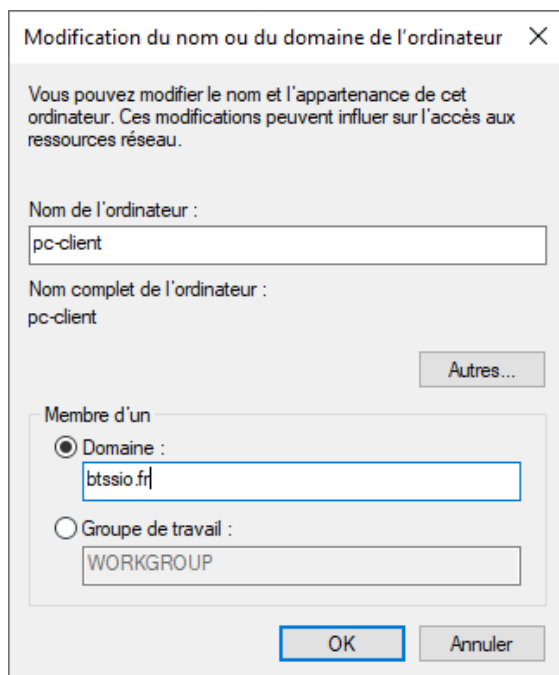 Modification du nom ou du domaine de l'ordinateur
Vous pouvez modifier le nom et l'appartenance de cet
ordinateur. Ces modifications peuvent influer sur l'accès aux
ressources réseau.
Nom de l'ordinateur :
pc-client
Nom complet de l'ordinateur :
pc-client
Autres...
Membre d'un
Domaine :
btssio.fr
Groupe de travail :
WORKGROUP
OK
Annuler